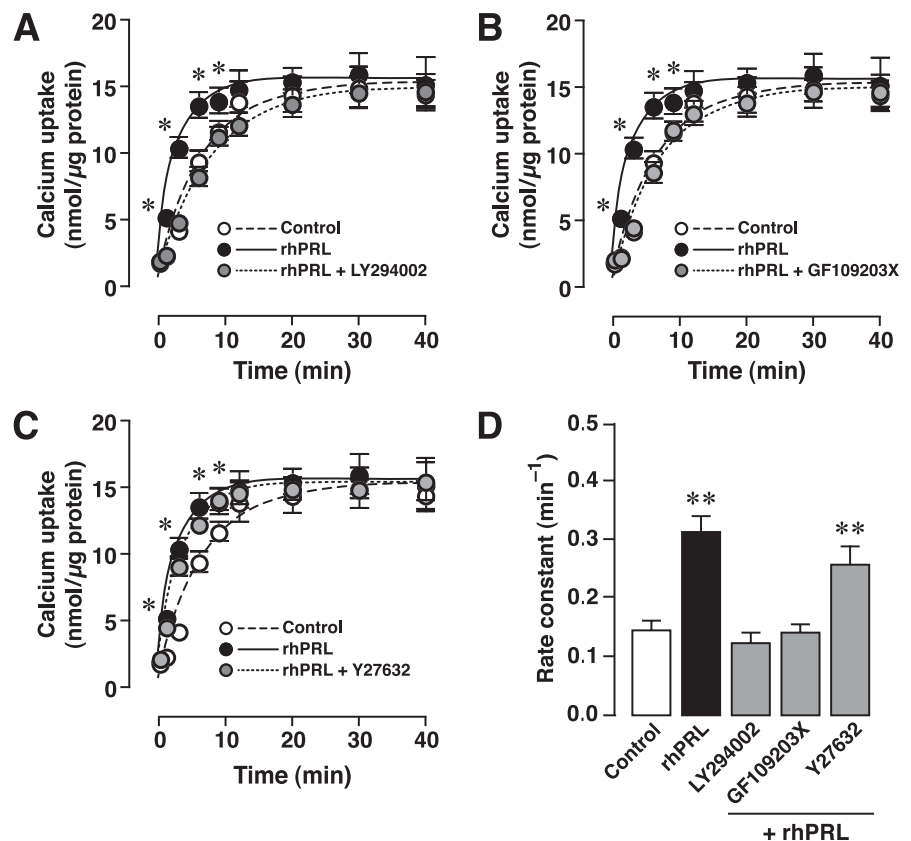 A
Calcium uptake
(nmol/µg protein)
20
15
10
5
0
*
*
*
*
Control
rhPRL
rhPRL + LY294002
0 10 20 30 40
Time (min)
B
Calcium uptake
(nmol/µg protein)
20
15
10
5
0
*
*
*
*
Control
rhPRL
rhPRL + GF109203X
0 10 20 30 40
Time (min)
C
Calcium uptake
(nmol/µg protein)
20
15
10
5
0
*
*
*
*
Control
rhPRL
rhPRL + Y27632
0 10 20 30 40
Time (min)
D
Rate constant (min⁻¹)
0.5
0.4
0.3
0.2
0.1
0.0
**
**
Control
rhPRL
LY294002
GF109203X
Y27632
+ rhPRL